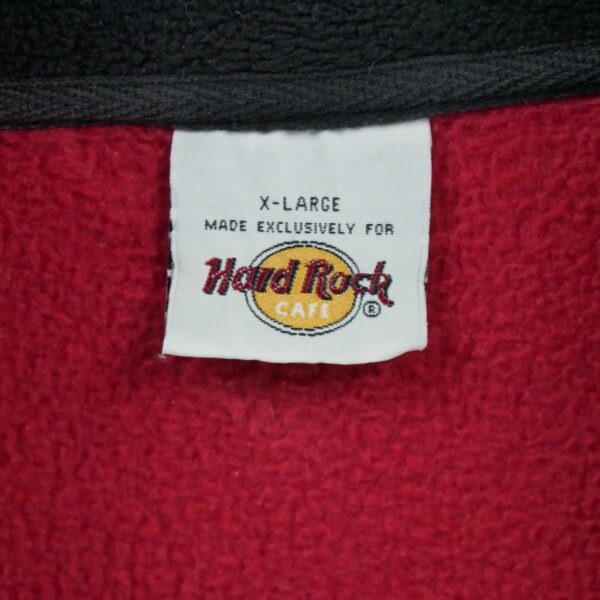 X-LARGE
MADE EXCLUSIVELY FOR
Hard Rock
CAFE
®